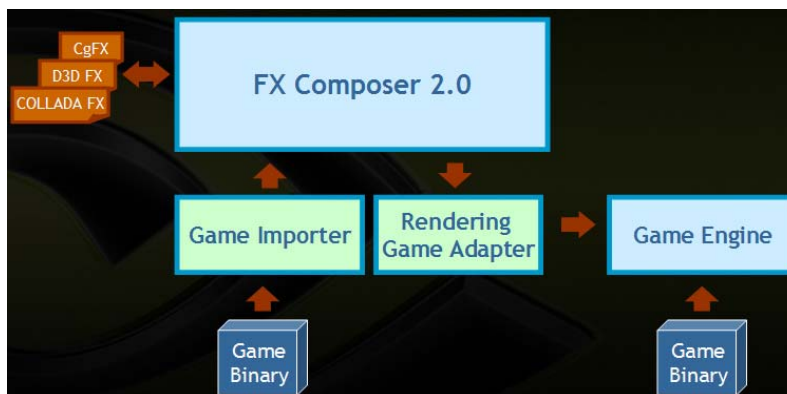 CgFX
D3D FX
COLLADA FX
FX Composer 2.0
Game Importer
Rendering
Game Adapter
Game Engine
Game
Binary
Game
Binary